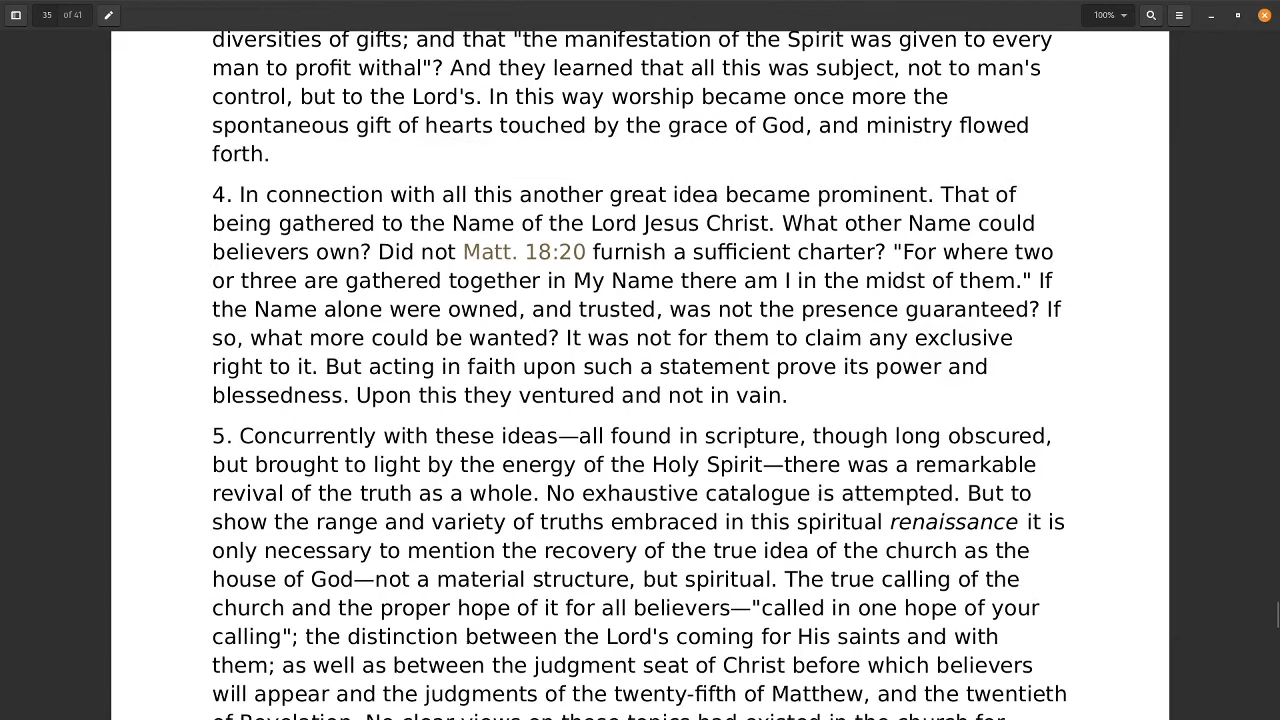 35 of 41
100%
diversities of gifts; and that "the manifestation of the Spirit was given to every
man to profit withal"? And they learned that all this was subject, not to man's
control, but to the Lord's. In this way worship became once more the
spontaneous gift of hearts touched by the grace of God, and ministry flowed
forth.
4. In connection with all this another great idea became prominent. That of
being gathered to the Name of the Lord Jesus Christ. What other Name could
believers own? Did not Matt. 18:20 furnish a sufficient charter? "For where two
or three are gathered together in My Name there am I in the midst of them." If
the Name alone were owned, and trusted, was not the presence guaranteed? If
so, what more could be wanted? It was not for them to claim any exclusive
right to it. But acting in faith upon such a statement prove its power and
blessedness. Upon this they ventured and not in vain.
5. Concurrently with these ideas—all found in scripture, though long obscured,
but brought to light by the energy of the Holy Spirit—there was a remarkable
revival of the truth as a whole. No exhaustive catalogue is attempted. But to
show the range and variety of truths embraced in this spiritual renaissance it is
only necessary to mention the recovery of the true idea of the church as the
house of God—not a material structure, but spiritual. The true calling of the
church and the proper hope of it for all believers—"called in one hope of your
calling"; the distinction between the Lord's coming for His saints and with
them; as well as between the judgment seat of Christ before which believers
will appear and the judgments of the twenty-fifth of Matthew, and the twentieth
of Revelation. No clear views on these topics had existed in the church for